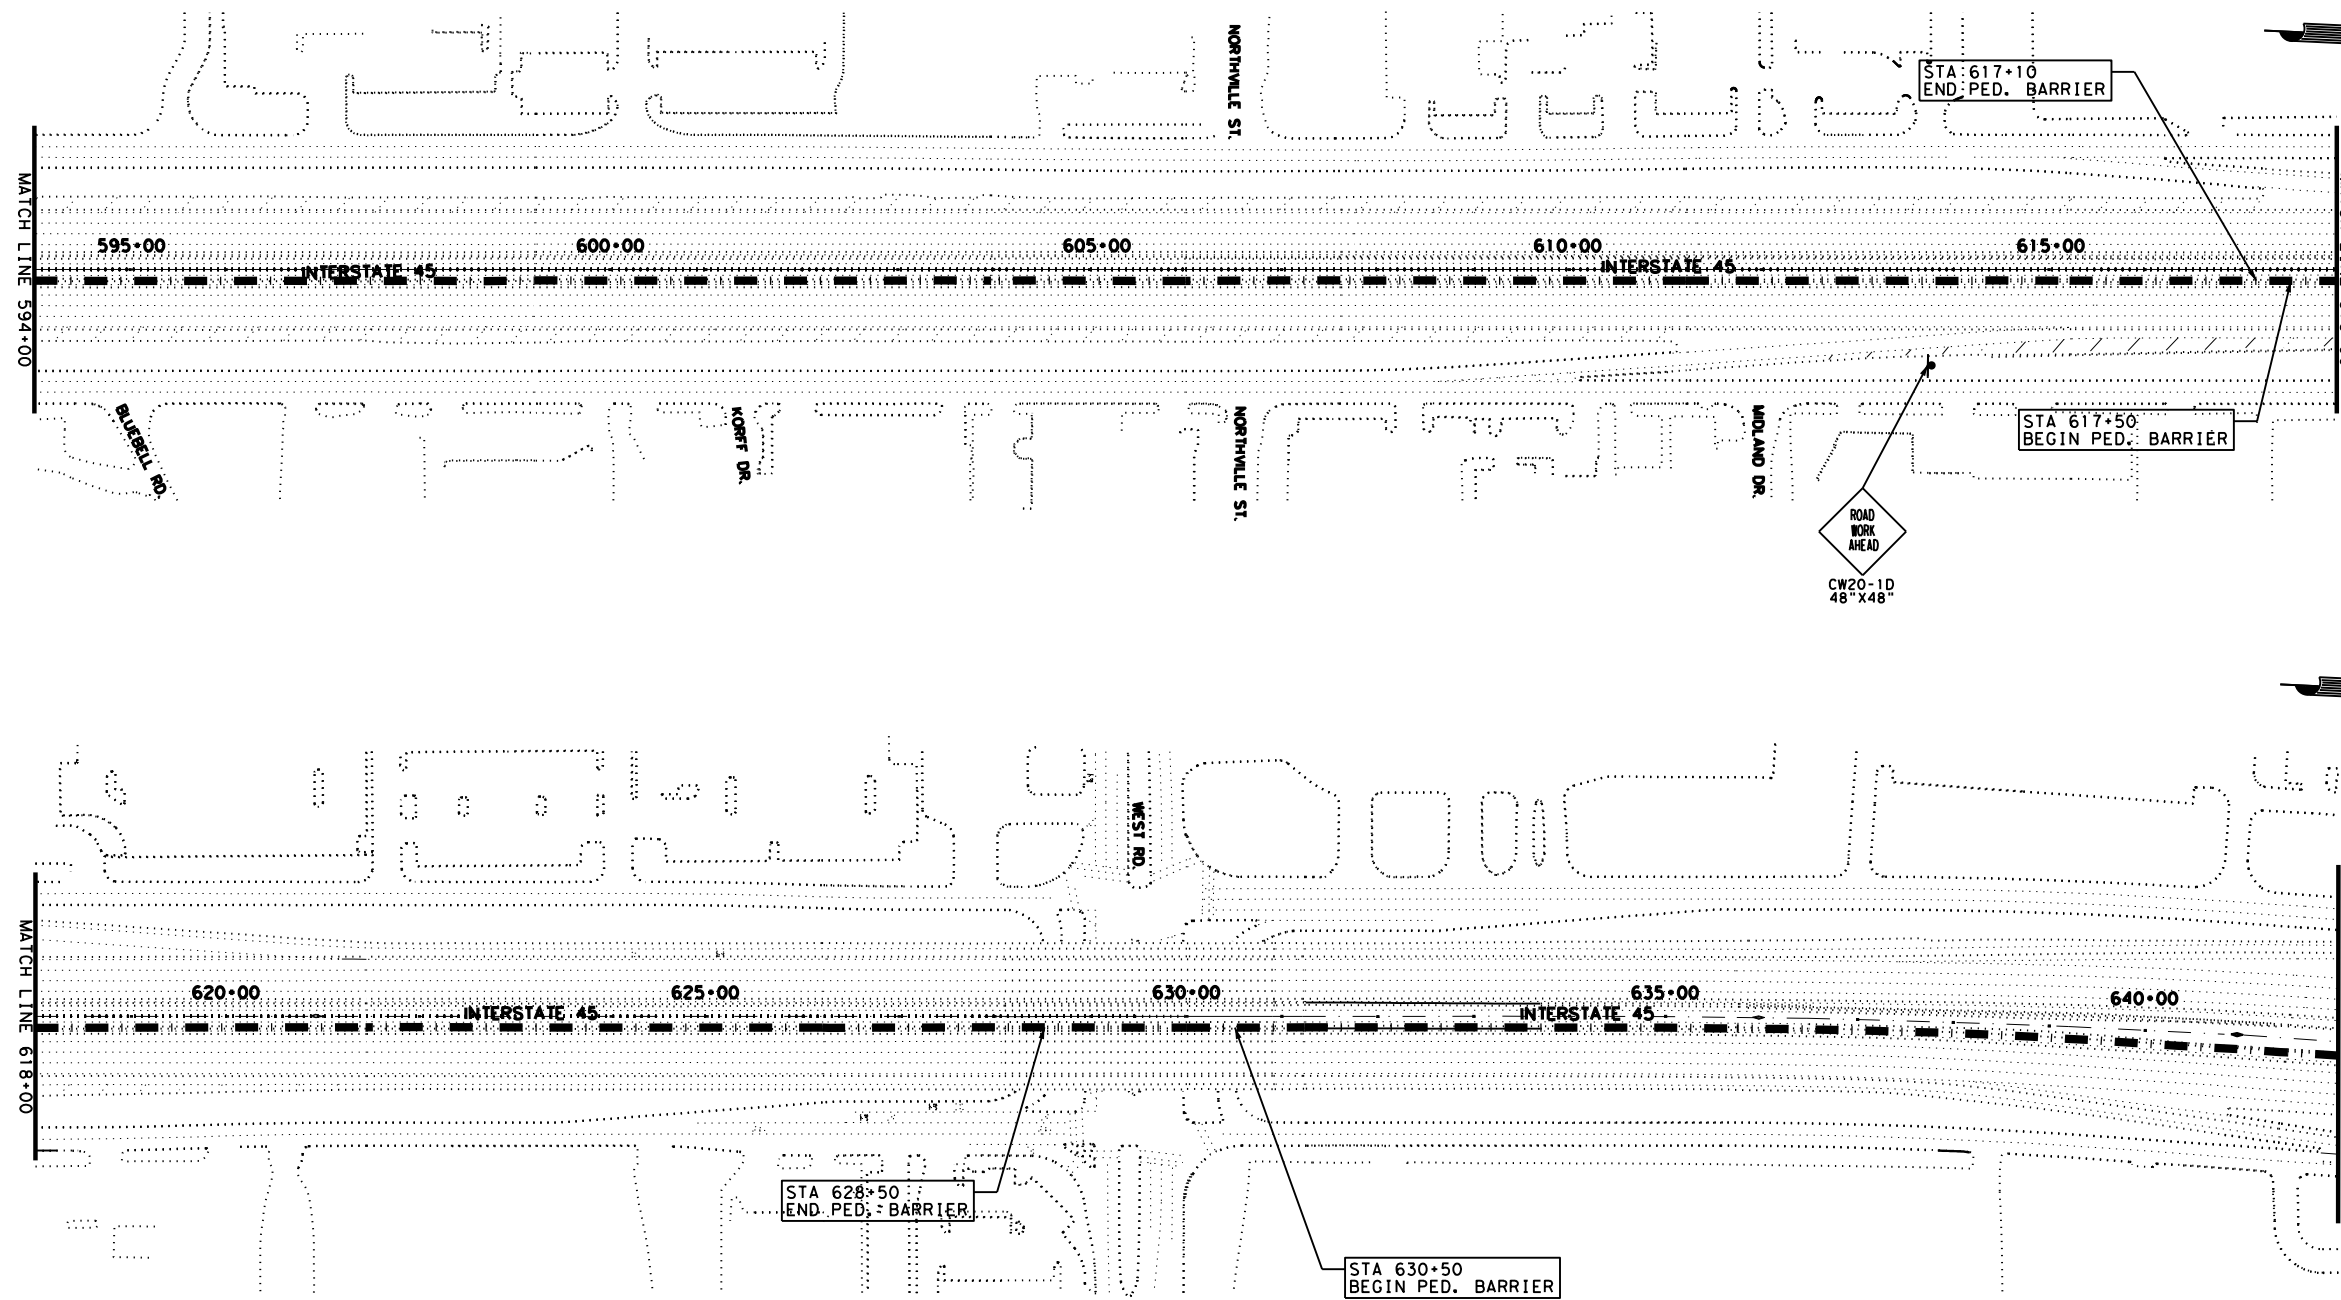 NORTHVILLE ST.
STA 617+10
END PED. BARRIER
MATCH LINE 594+00
595+00
600+00
605+00
610+00
615+00
INTERSTATE 45
INTERSTATE 45
BLUEBELL RD.
KORFF DR.
NORTHVILLE ST.
MIDLAND DR.
STA 617+50
BEGIN PED. BARRIER
ROAD
WORK
AHEAD
CW20-1D
48"X48"
WEST RD.
MATCH LINE 618+00
620+00
625+00
630+00
635+00
640+00
INTERSTATE 45
INTERSTATE 45
STA 628+50
END PED. BARRIER
STA 630+50
BEGIN PED. BARRIER